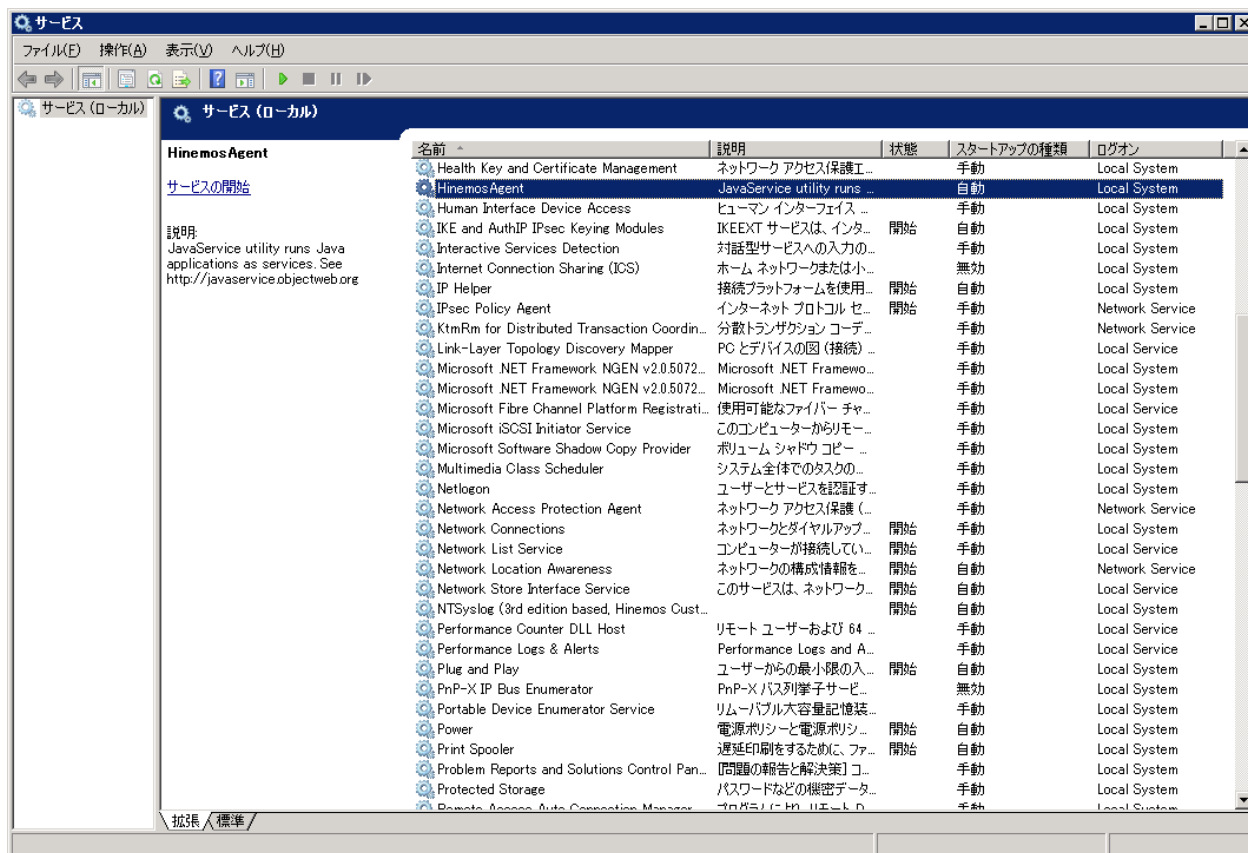 サービス
ファイル(F) 操作(A) 表示(V) ヘルプ(H)
サービス (ローカル)
サービス (ローカル)
HinemosAgent
サービスの開始
説明:
JavaService utility runs Java
applications as services. See
http://javaservice.objectweb.org
名前 説明 状態 スタートアップの種類 ログオン
Health Key and Certificate Management ネットワーク アクセス保護エ... 手動 Local System
HinemosAgent JavaService utility runs ... 自動 Local System
Human Interface Device Access ヒューマン インターフェイス ... 手動 Local System
IKE and AuthIP IPsec Keying Modules IKEEXT サービスは、インタ... 開始 自動 Local System
Interactive Services Detection 対話型サービスへの入力の... 手動 Local System
Internet Connection Sharing (ICS) ホーム ネットワークまたは小... 無効 Local System
IP Helper 接続プラットフォームを使用... 開始 自動 Local System
IPsec Policy Agent インターネット プロトコル セ... 開始 手動 Network Service
KtmRm for Distributed Transaction Coordin... 分散トランザクション コーデ... 手動 Network Service
Link-Layer Topology Discovery Mapper PC とデバイスの図 (接続) ... 手動 Local Service
Microsoft .NET Framework NGEN v2.0.5072... Microsoft .NET Framewo... 手動 Local System
Microsoft .NET Framework NGEN v2.0.5072... Microsoft .NET Framewo... 手動 Local System
Microsoft Fibre Channel Platform Registrati... 使用可能なファイバー チャ... 手動 Local Service
Microsoft iSCSI Initiator Service このコンピューターからリモー... 手動 Local System
Microsoft Software Shadow Copy Provider ボリューム シャドウ コピー ... 手動 Local System
Multimedia Class Scheduler システム全体でのタスクの... 手動 Local System
Netlogon ユーザーとサービスを認証す... 手動 Local System
Network Access Protection Agent ネットワーク アクセス保護 (... 手動 Network Service
Network Connections ネットワークとダイヤルアップ... 開始 手動 Local System
Network List Service コンピューターが接続してい... 開始 手動 Local Service
Network Location Awareness ネットワークの構成情報を... 開始 自動 Network Service
Network Store Interface Service このサービスは、ネットワーク... 開始 自動 Local Service
NTSyslog (3rd edition based, Hinemos Cust... 開始 自動 Local System
Performance Counter DLL Host リモート ユーザーおよび 64 ... 手動 Local Service
Performance Logs & Alerts Performance Logs and A... 手動 Local Service
Plug and Play ユーザーからの最小限の入... 開始 自動 Local System
PnP-X IP Bus Enumerator PnP-X バス列挙子サービ... 無効 Local System
Portable Device Enumerator Service リムーバブル大容量記憶装... 手動 Local System
Power 電源ポリシーと電源ポリシ... 開始 自動 Local System
Print Spooler 遅延印刷をするために、ファ... 開始 自動 Local System
Problem Reports and Solutions Control Pan... [問題の報告と解決策] コ... 手動 Local System
Protected Storage パスワードなどの機密データ... 手動 Local System
Remote Access Auto Connection Manager プログラムにより、リモート D... 手動 Local System
拡張 標準